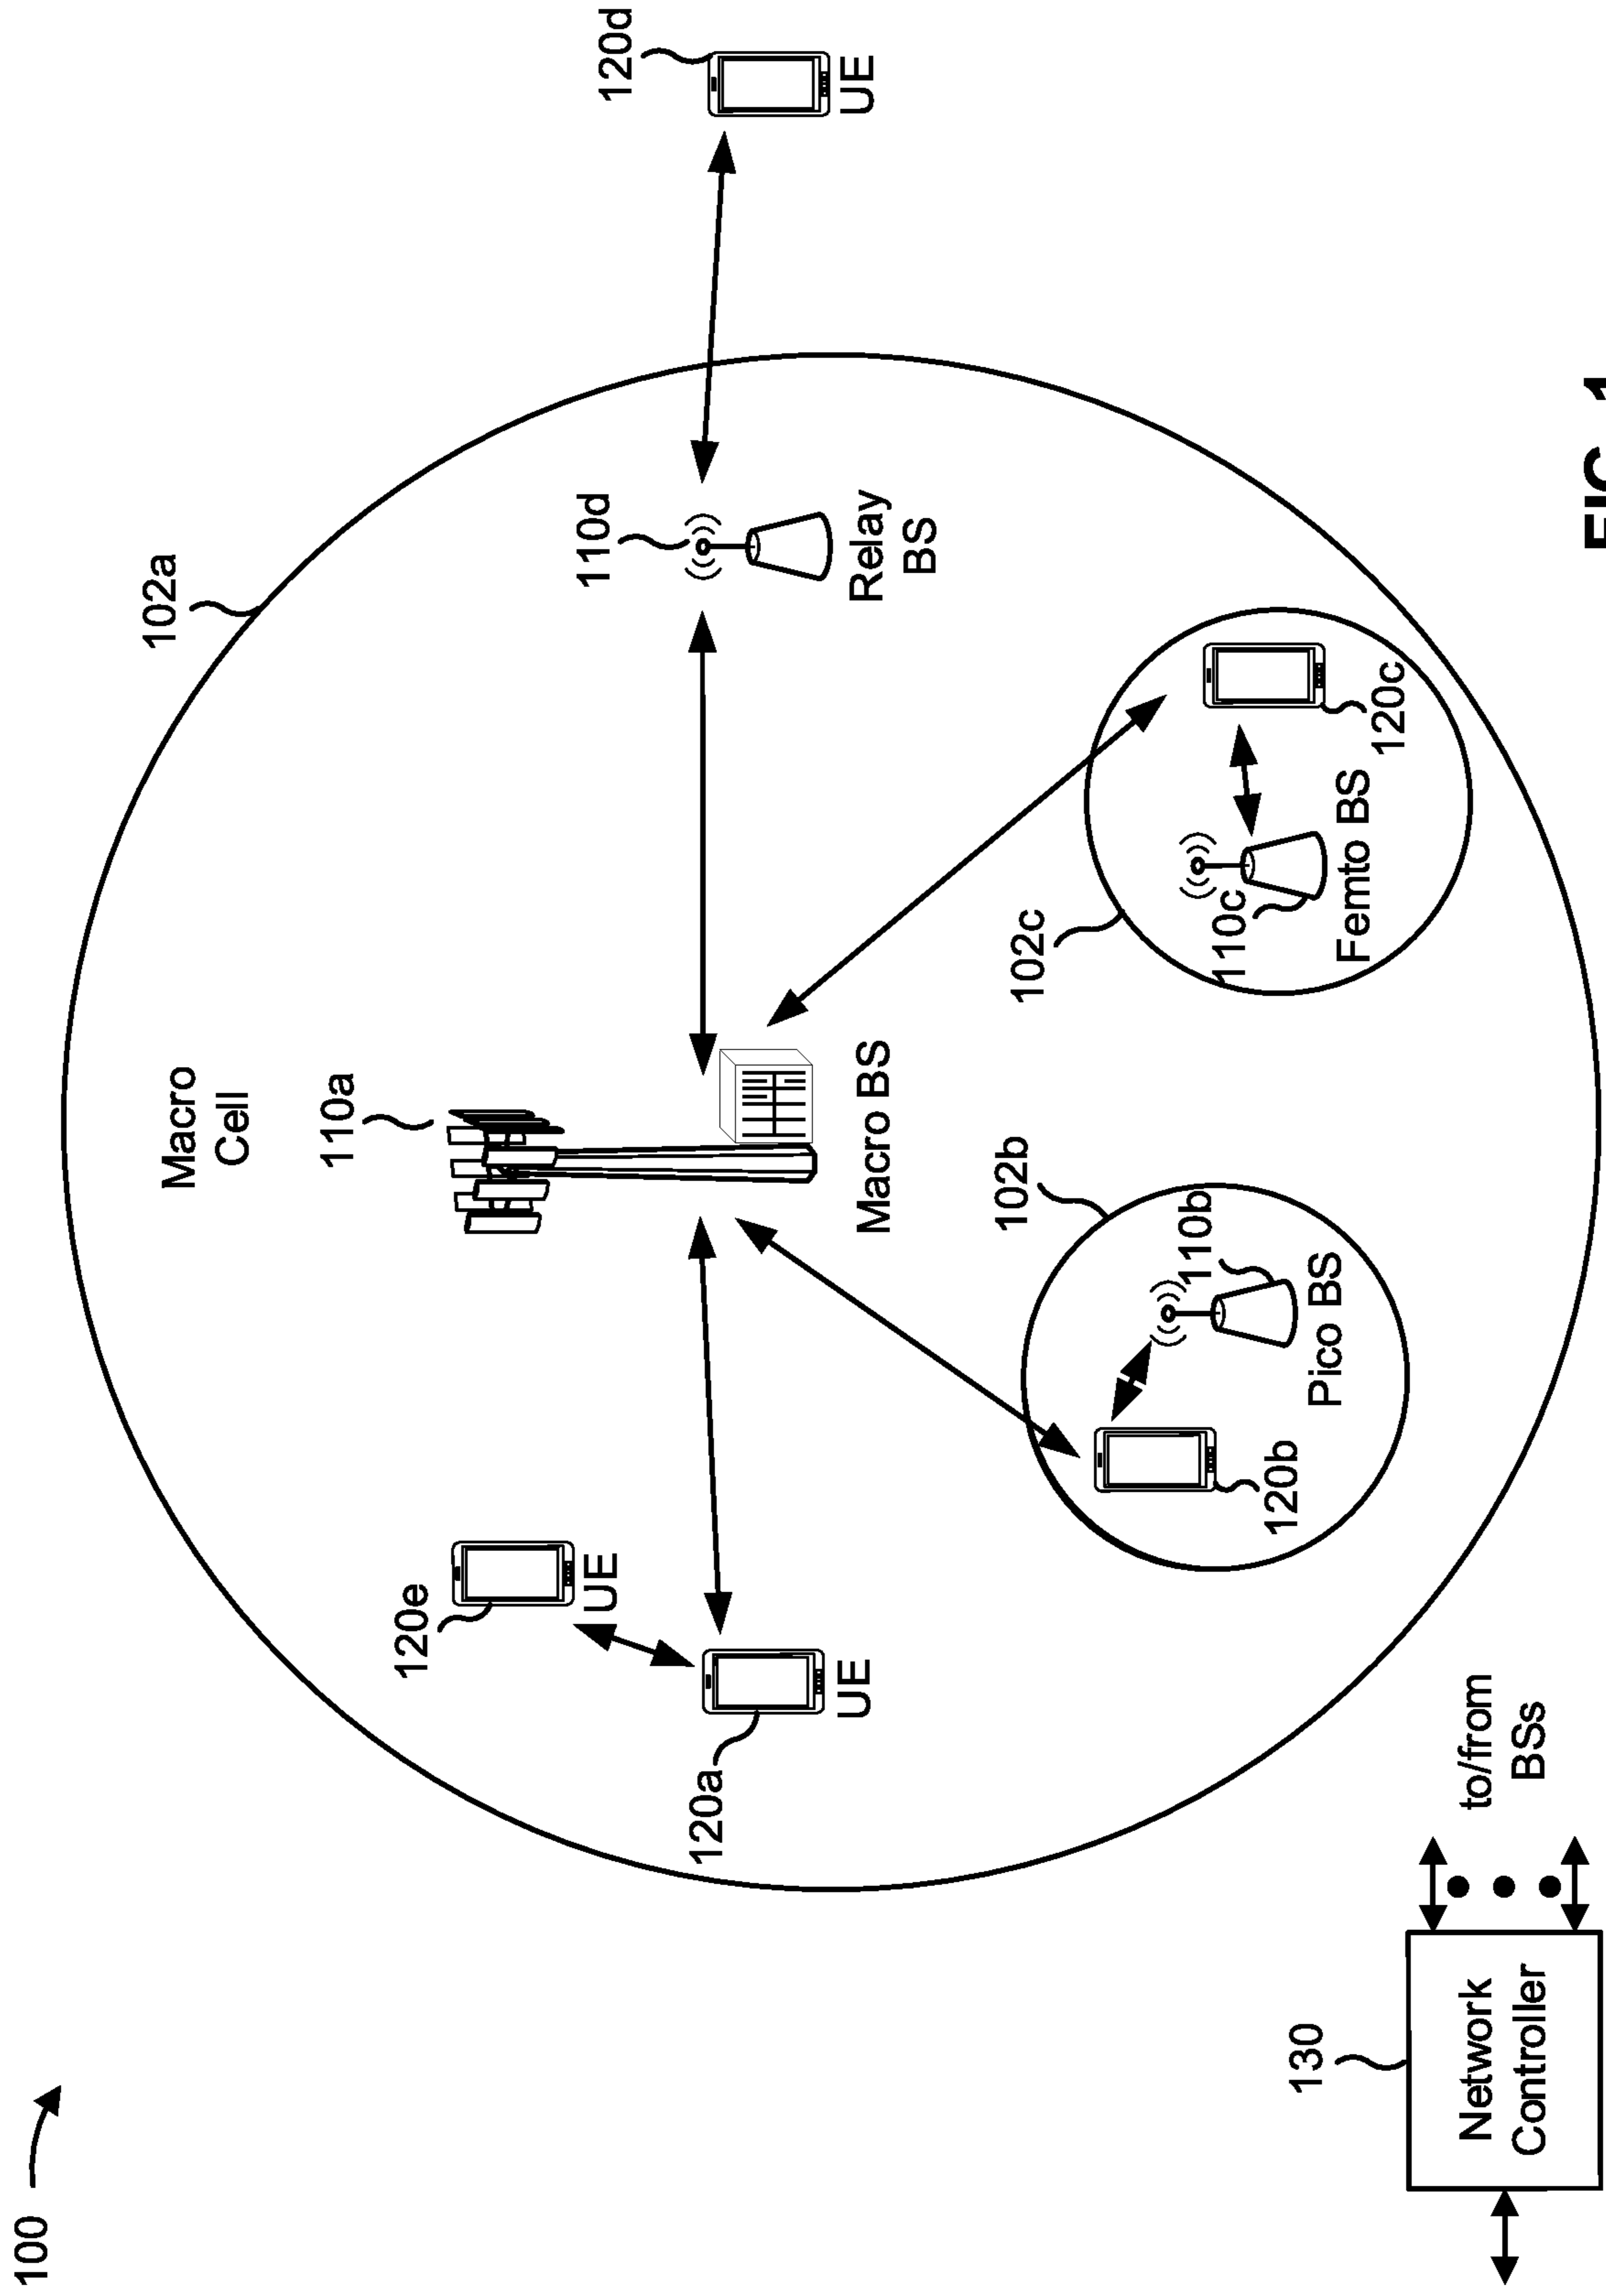 100
102a
Macro
Cell
110a
120d
UE
110d
Relay
BS
120e
UE
120a
UE
Macro BS
102b
110b
Pico BS
120b
102c
110c
Femto BS
120c
130
Network
Controller
to/from
BSs
FIG. 1